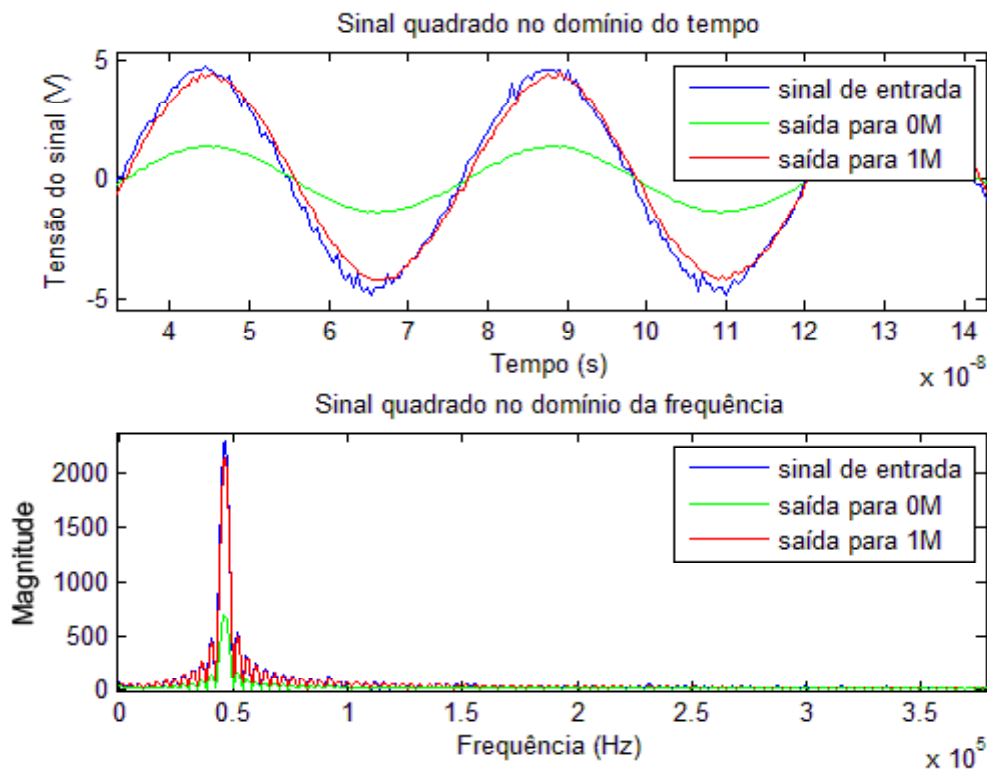 Sinal quadrado no domínio do tempo
5
0
-5
Tensão do sinal (V)
sinal de entrada
saída para 0M
saída para 1M
4 5 6 7 8 9 10 11 12 13 14
Tempo (s)
x 10-8
Sinal quadrado no domínio da frequência
2000
1500
1000
500
0
Magnitude
sinal de entrada
saída para 0M
saída para 1M
0 0.5 1 1.5 2 2.5 3 3.5
Frequência (Hz)
x 105